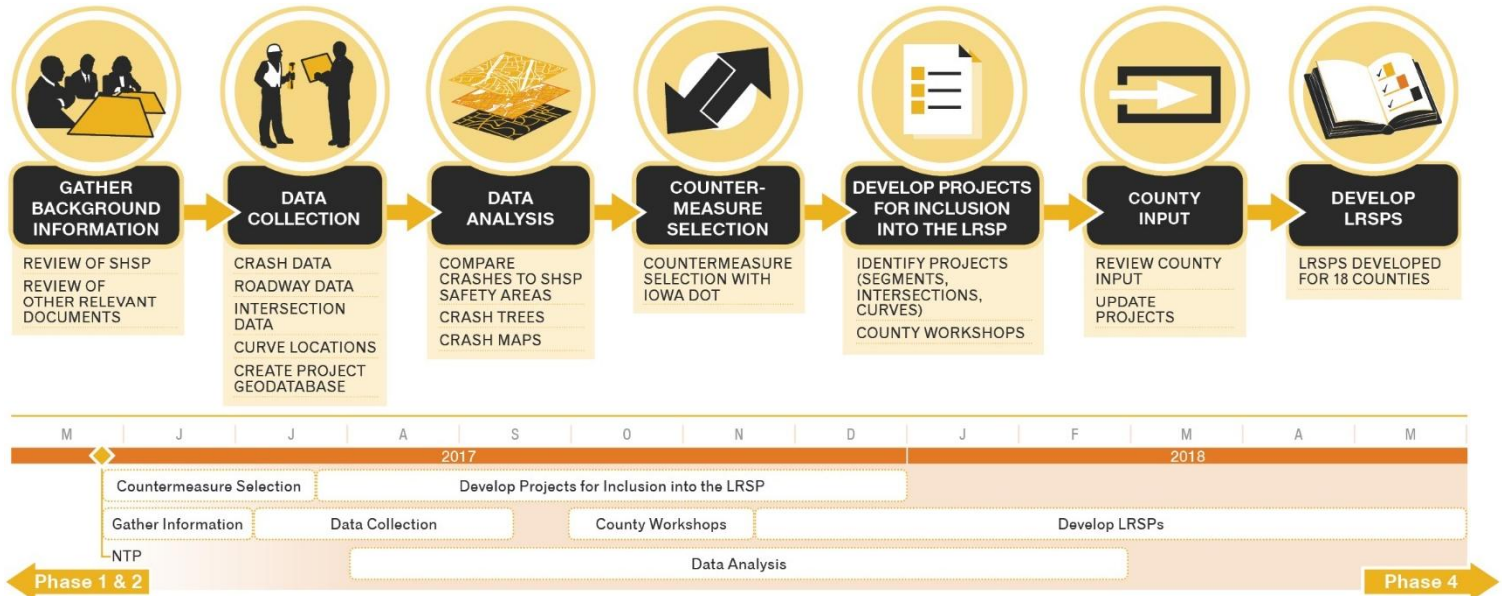 GATHER
BACKGROUND
INFORMATION
REVIEW OF SHSP
REVIEW OF
OTHER RELEVANT
DOCUMENTS
DATA
COLLECTION
CRASH DATA
ROADWAY DATA
INTERSECTION
DATA
CURVE LOCATIONS
CREATE PROJECT
GEODATABASE
DATA
ANALYSIS
COMPARE
CRASHES TO SHSP
SAFETY AREAS
CRASH TREES
CRASH MAPS
COUNTER-
MEASURE
SELECTION
COUNTERMEASURE
SELECTION WITH
IOWA DOT
DEVELOP PROJECTS
FOR INCLUSION
INTO THE LRSP
IDENTIFY PROJECTS
(SEGMENTS,
INTERSECTIONS,
CURVES)
COUNTY WORKSHOPS
COUNTY
INPUT
REVIEW COUNTY
INPUT
UPDATE
PROJECTS
DEVELOP
LRSPS
LRSPS DEVELOPED
FOR 18 COUNTIES
M J J A S O N D J F M A M
2017 2018
Countermeasure Selection Develop Projects for Inclusion into the LRSP
Gather Information Data Collection County Workshops Develop LRSPs
NTP Data Analysis
Phase 1 & 2 Phase 4